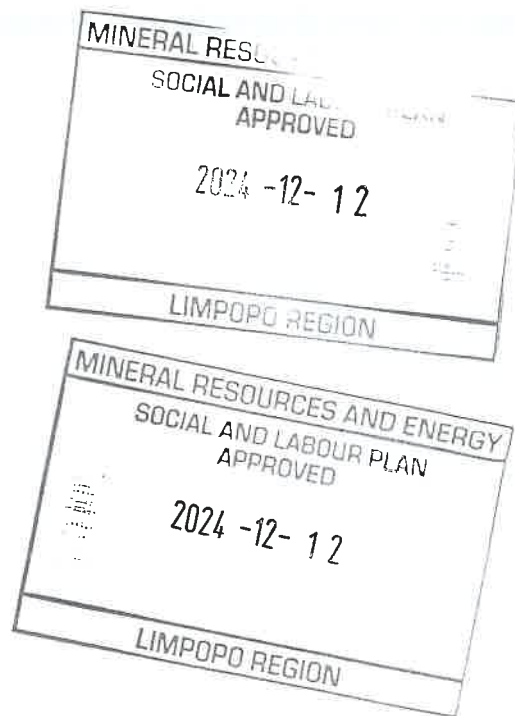 MINERAL
SOCIAL AND
APPROVED
2024 -12- 12
LIMPOPO REGION
MINERAL RESOURCES AND ENERGY
SOCIAL AND LABOUR PLAN
APPROVED
2024 -12- 12
LIMPOPO REGION